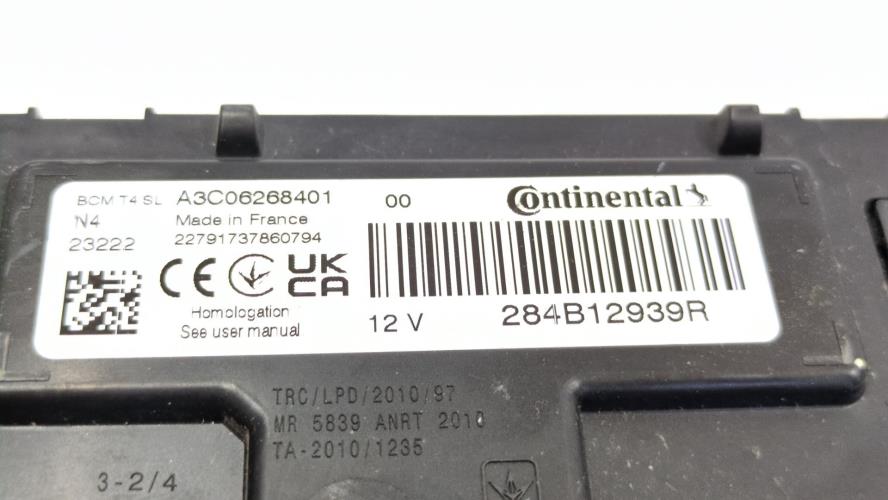 BCM T4 SL A3C06268401 00 Continental
N4 Made in France
23222 22791737860794
CE UK CA
Homologation
See user manual 12 V 284B12939R
TRC/LPD/2010/97
MR 5839 ANRT 2010
TA-2010/1235
3-2/4